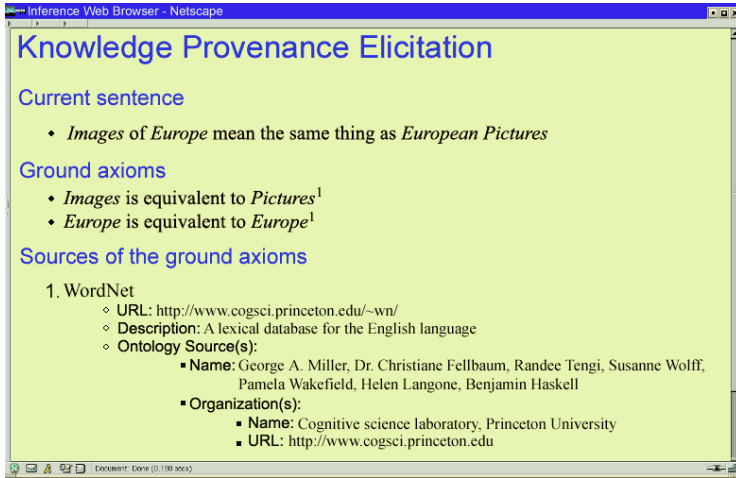 Inference Web Browser - Netscape
Knowledge Provenance Elicitation
Current sentence
• Images of Europe mean the same thing as European Pictures
Ground axioms
• Images is equivalent to Pictures¹
• Europe is equivalent to Europe¹
Sources of the ground axioms
1. WordNet
URL: http://www.cogsci.princeton.edu/~wn/
Description: A lexical database for the English language
Ontology Source(s):
Name: George A. Miller, Dr. Christiane Fellbaum, Randee Tengi, Susanne Wolff,
Pamela Wakefield, Helen Langone, Benjamin Haskell
Organization(s):
Name: Cognitive science laboratory, Princeton University
URL: http://www.cogsci.princeton.edu
Document: Done (0.198 secs)